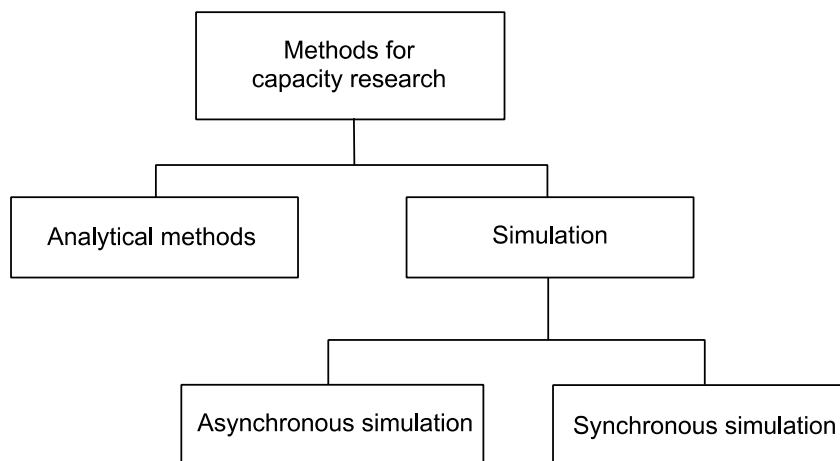 Methods for
capacity research
Analytical methods
Simulation
Asynchronous simulation
Synchronous simulation